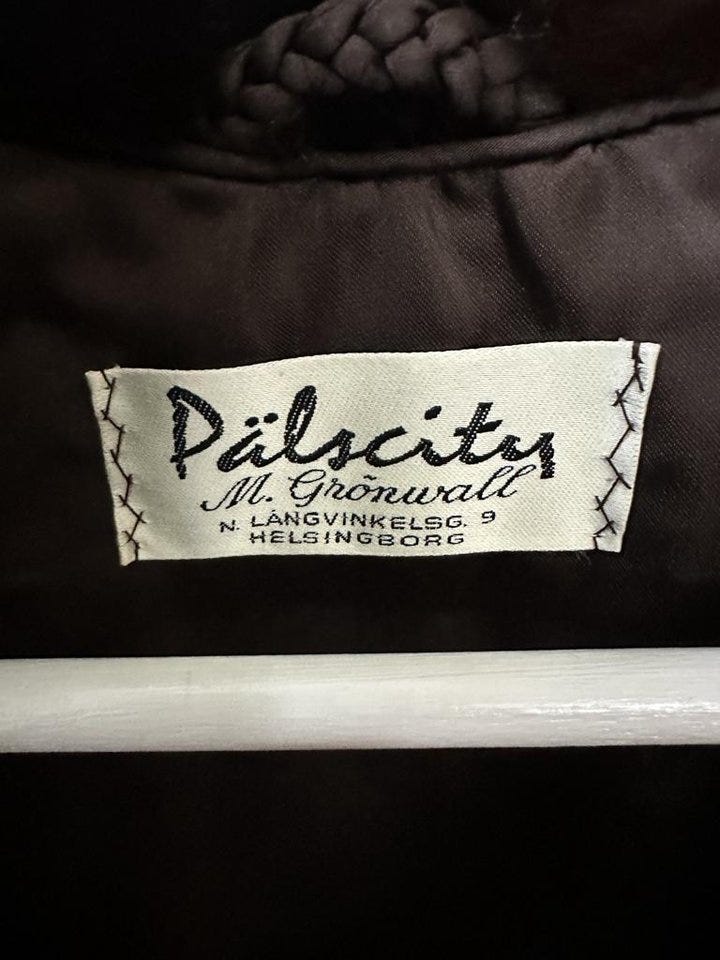 Pälscity
M. Grönwall
N. LÅNGVINKELSG. 9
HELSINGBORG